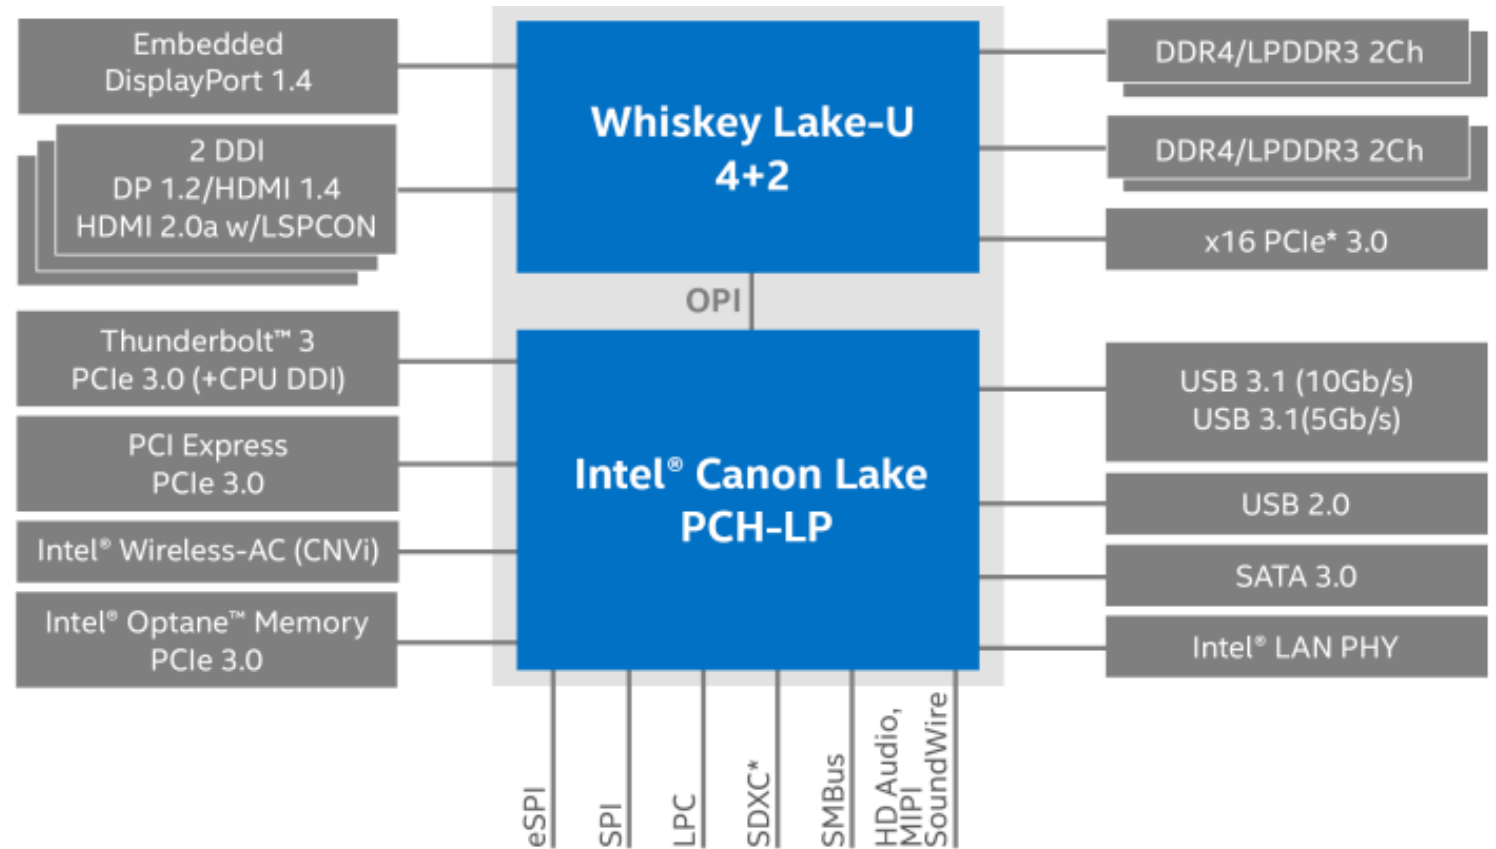 Embedded
DisplayPort 1.4
2 DDI
DP 1.2/HDMI 1.4
HDMI 2.0a w/LSPCON
Whiskey Lake-U
4+2
DDR4/LPDDR3 2Ch
DDR4/LPDDR3 2Ch
x16 PCIe* 3.0
OPI
Thunderbolt™ 3
PCIe 3.0 (+CPU DDI)
PCI Express
PCIe 3.0
Intel® Wireless-AC (CNVi)
Intel® Optane™ Memory
PCIe 3.0
Intel® Canon Lake
PCH-LP
USB 3.1 (10Gb/s)
USB 3.1(5Gb/s)
USB 2.0
SATA 3.0
Intel® LAN PHY
eSPI
SPI
LPC
SDXC*
SMBus
HD Audio,
MIPI
SoundWire